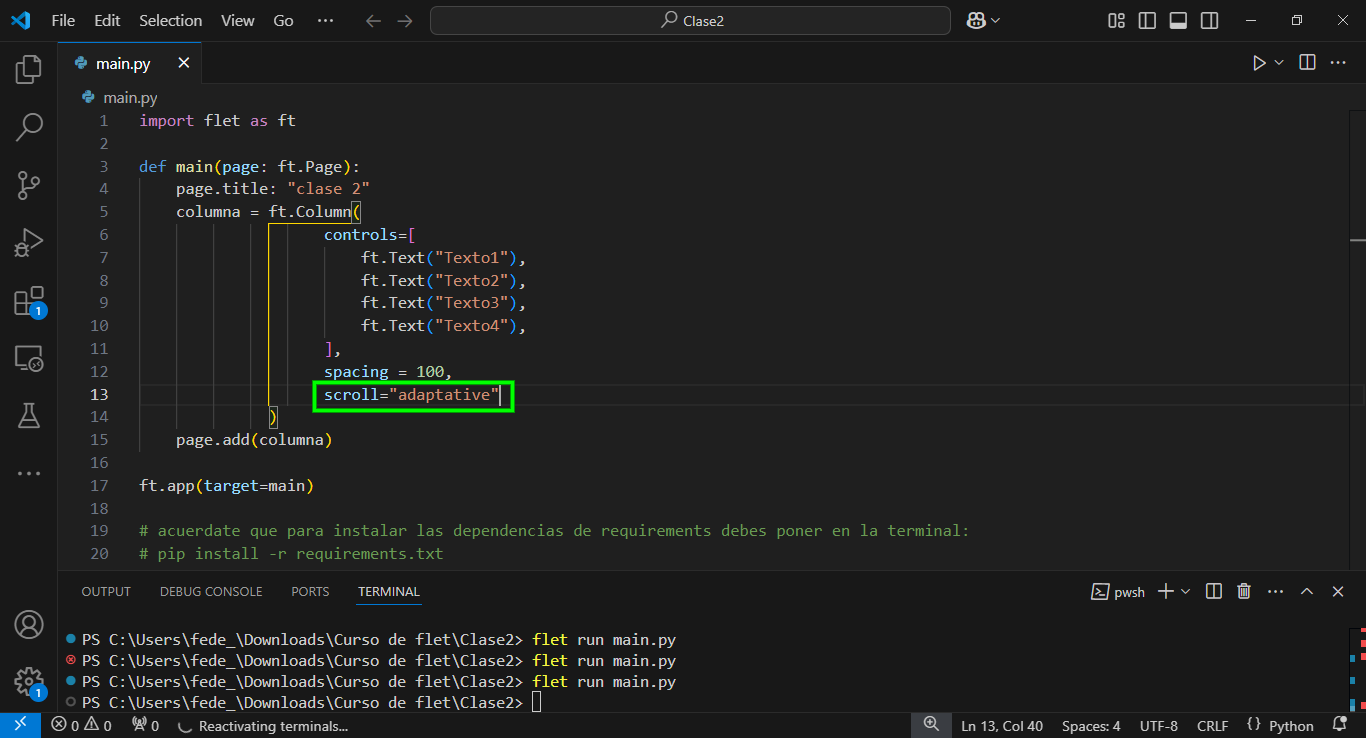 File Edit Selection View Go ... Clase2
main.py
main.py
1 import flet as ft
2
3 def main(page: ft.Page):
4 page.title: "clase 2"
5 columna = ft.Column(
6 controls=[
7 ft.Text("Texto1"),
8 ft.Text("Texto2"),
9 ft.Text("Texto3"),
10 ft.Text("Texto4"),
11 ],
12 spacing = 100,
13 scroll="adaptative"
14 )
15 page.add(columna)
16
17 ft.app(target=main)
18
19 # acuerdate que para instalar las dependencias de requirements debes poner en la terminal:
20 # pip install -r requirements.txt
1
1
OUTPUT DEBUG CONSOLE PORTS TERMINAL pwsh
PS C:\Users\fede_\Downloads\Curso de flet\Clase2> flet run main.py
PS C:\Users\fede_\Downloads\Curso de flet\Clase2> flet run main.py
PS C:\Users\fede_\Downloads\Curso de flet\Clase2> flet run main.py
PS C:\Users\fede_\Downloads\Curso de flet\Clase2>
0 0 0 Reactivating terminals... Ln 13, Col 40 Spaces: 4 UTF-8 CRLF {} Python